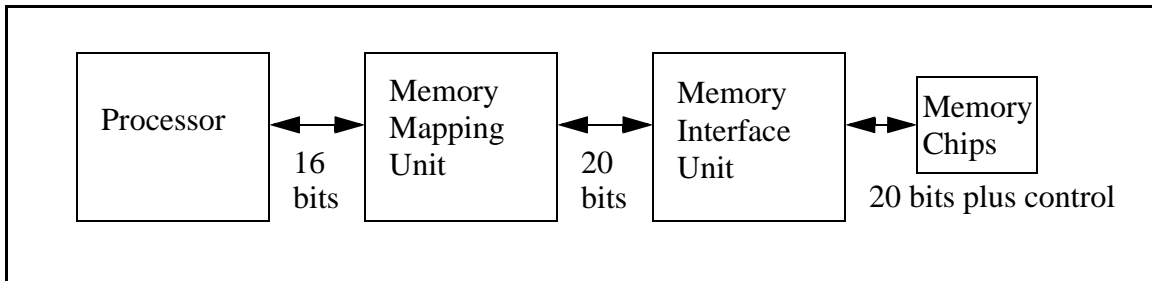 Processor
16
bits
Memory
Mapping
Unit
20
bits
Memory
Interface
Unit
Memory
Chips
20 bits plus control